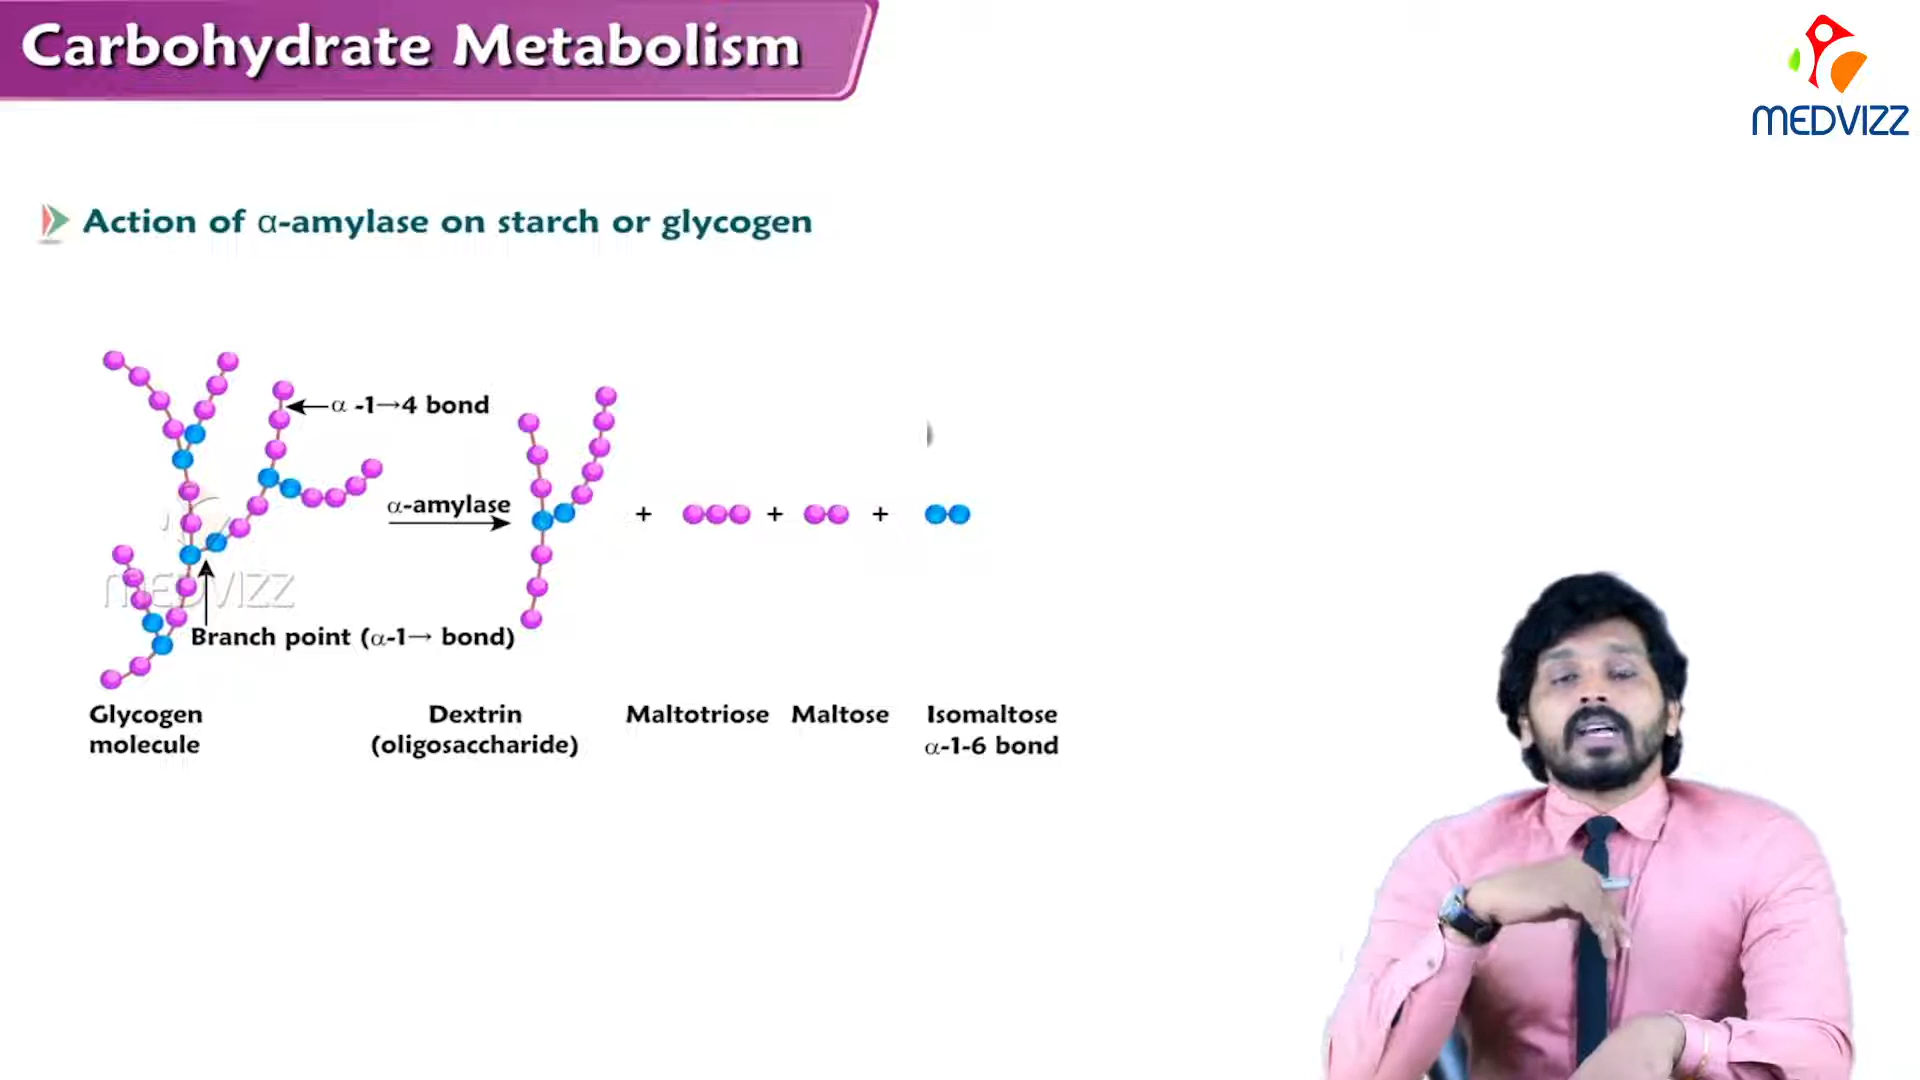 Carbohydrate Metabolism
MEDVIZZ
Action of α-amylase on starch or glycogen
α -1→4 bond
α-amylase
+ + +
MEDVIZZ
Branch point (α-1→ bond)
Glycogen molecule
Dextrin (oligosaccharide)
Maltotriose
Maltose
Isomaltose
α-1-6 bond